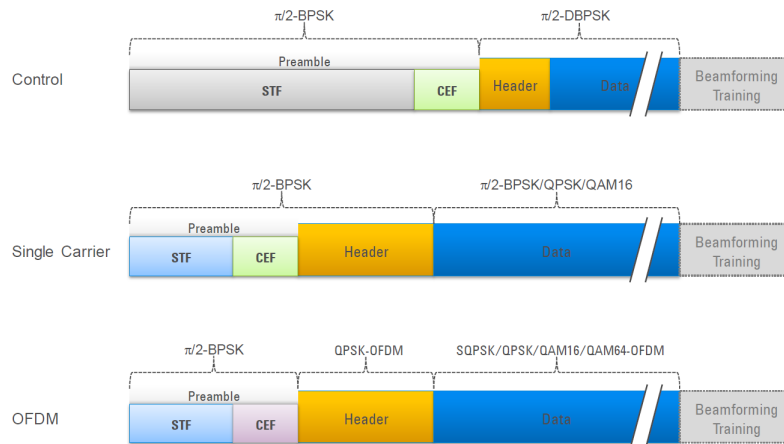 π/2-BPSK
π/2-DBPSK
Preamble
Control
STF
CEF
Header
Data
Beamforming
Training
π/2-BPSK
π/2-BPSK/QPSK/QAM16
Preamble
Single Carrier
STF
CEF
Header
Data
Beamforming
Training
π/2-BPSK
QPSK-OFDM
SQPSK/QPSK/QAM16/QAM64-OFDM
Preamble
OFDM
STF
CEF
Header
Data
Beamforming
Training